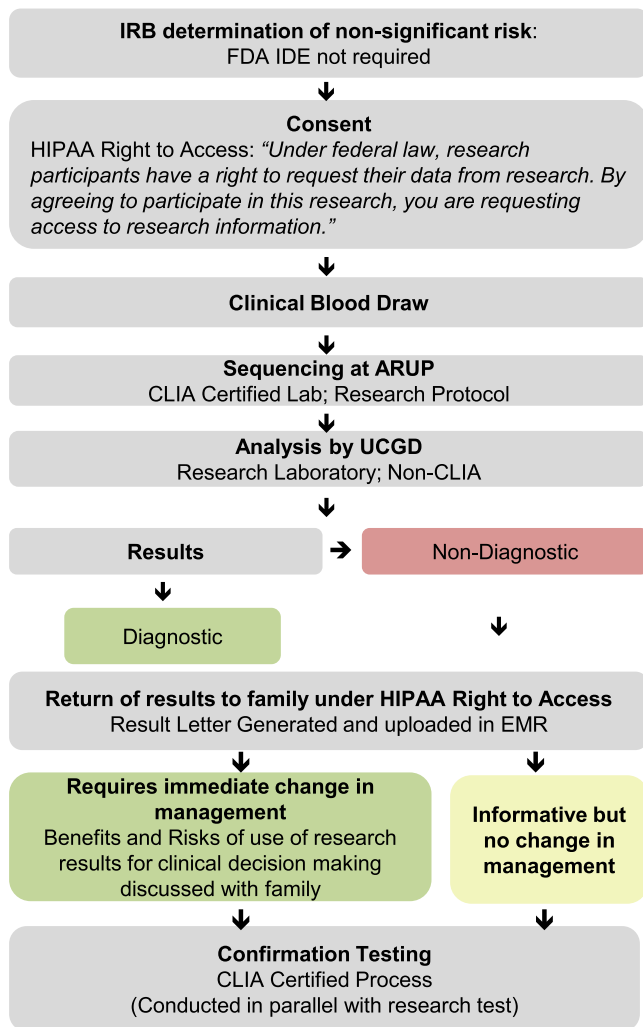 IRB determination of non-significant risk:
FDA IDE not required
Consent
HIPAA Right to Access: “Under federal law, research
participants have a right to request their data from research. By
agreeing to participate in this research, you are requesting
access to research information.”
Clinical Blood Draw
Sequencing at ARUP
CLIA Certified Lab; Research Protocol
Analysis by UCGD
Research Laboratory; Non-CLIA
Results
Non-Diagnostic
Diagnostic
Return of results to family under HIPAA Right to Access
Result Letter Generated and uploaded in EMR
Requires immediate change in
management
Benefits and Risks of use of research
results for clinical decision making
discussed with family
Informative but
no change in
management
Confirmation Testing
CLIA Certified Process
(Conducted in parallel with research test)